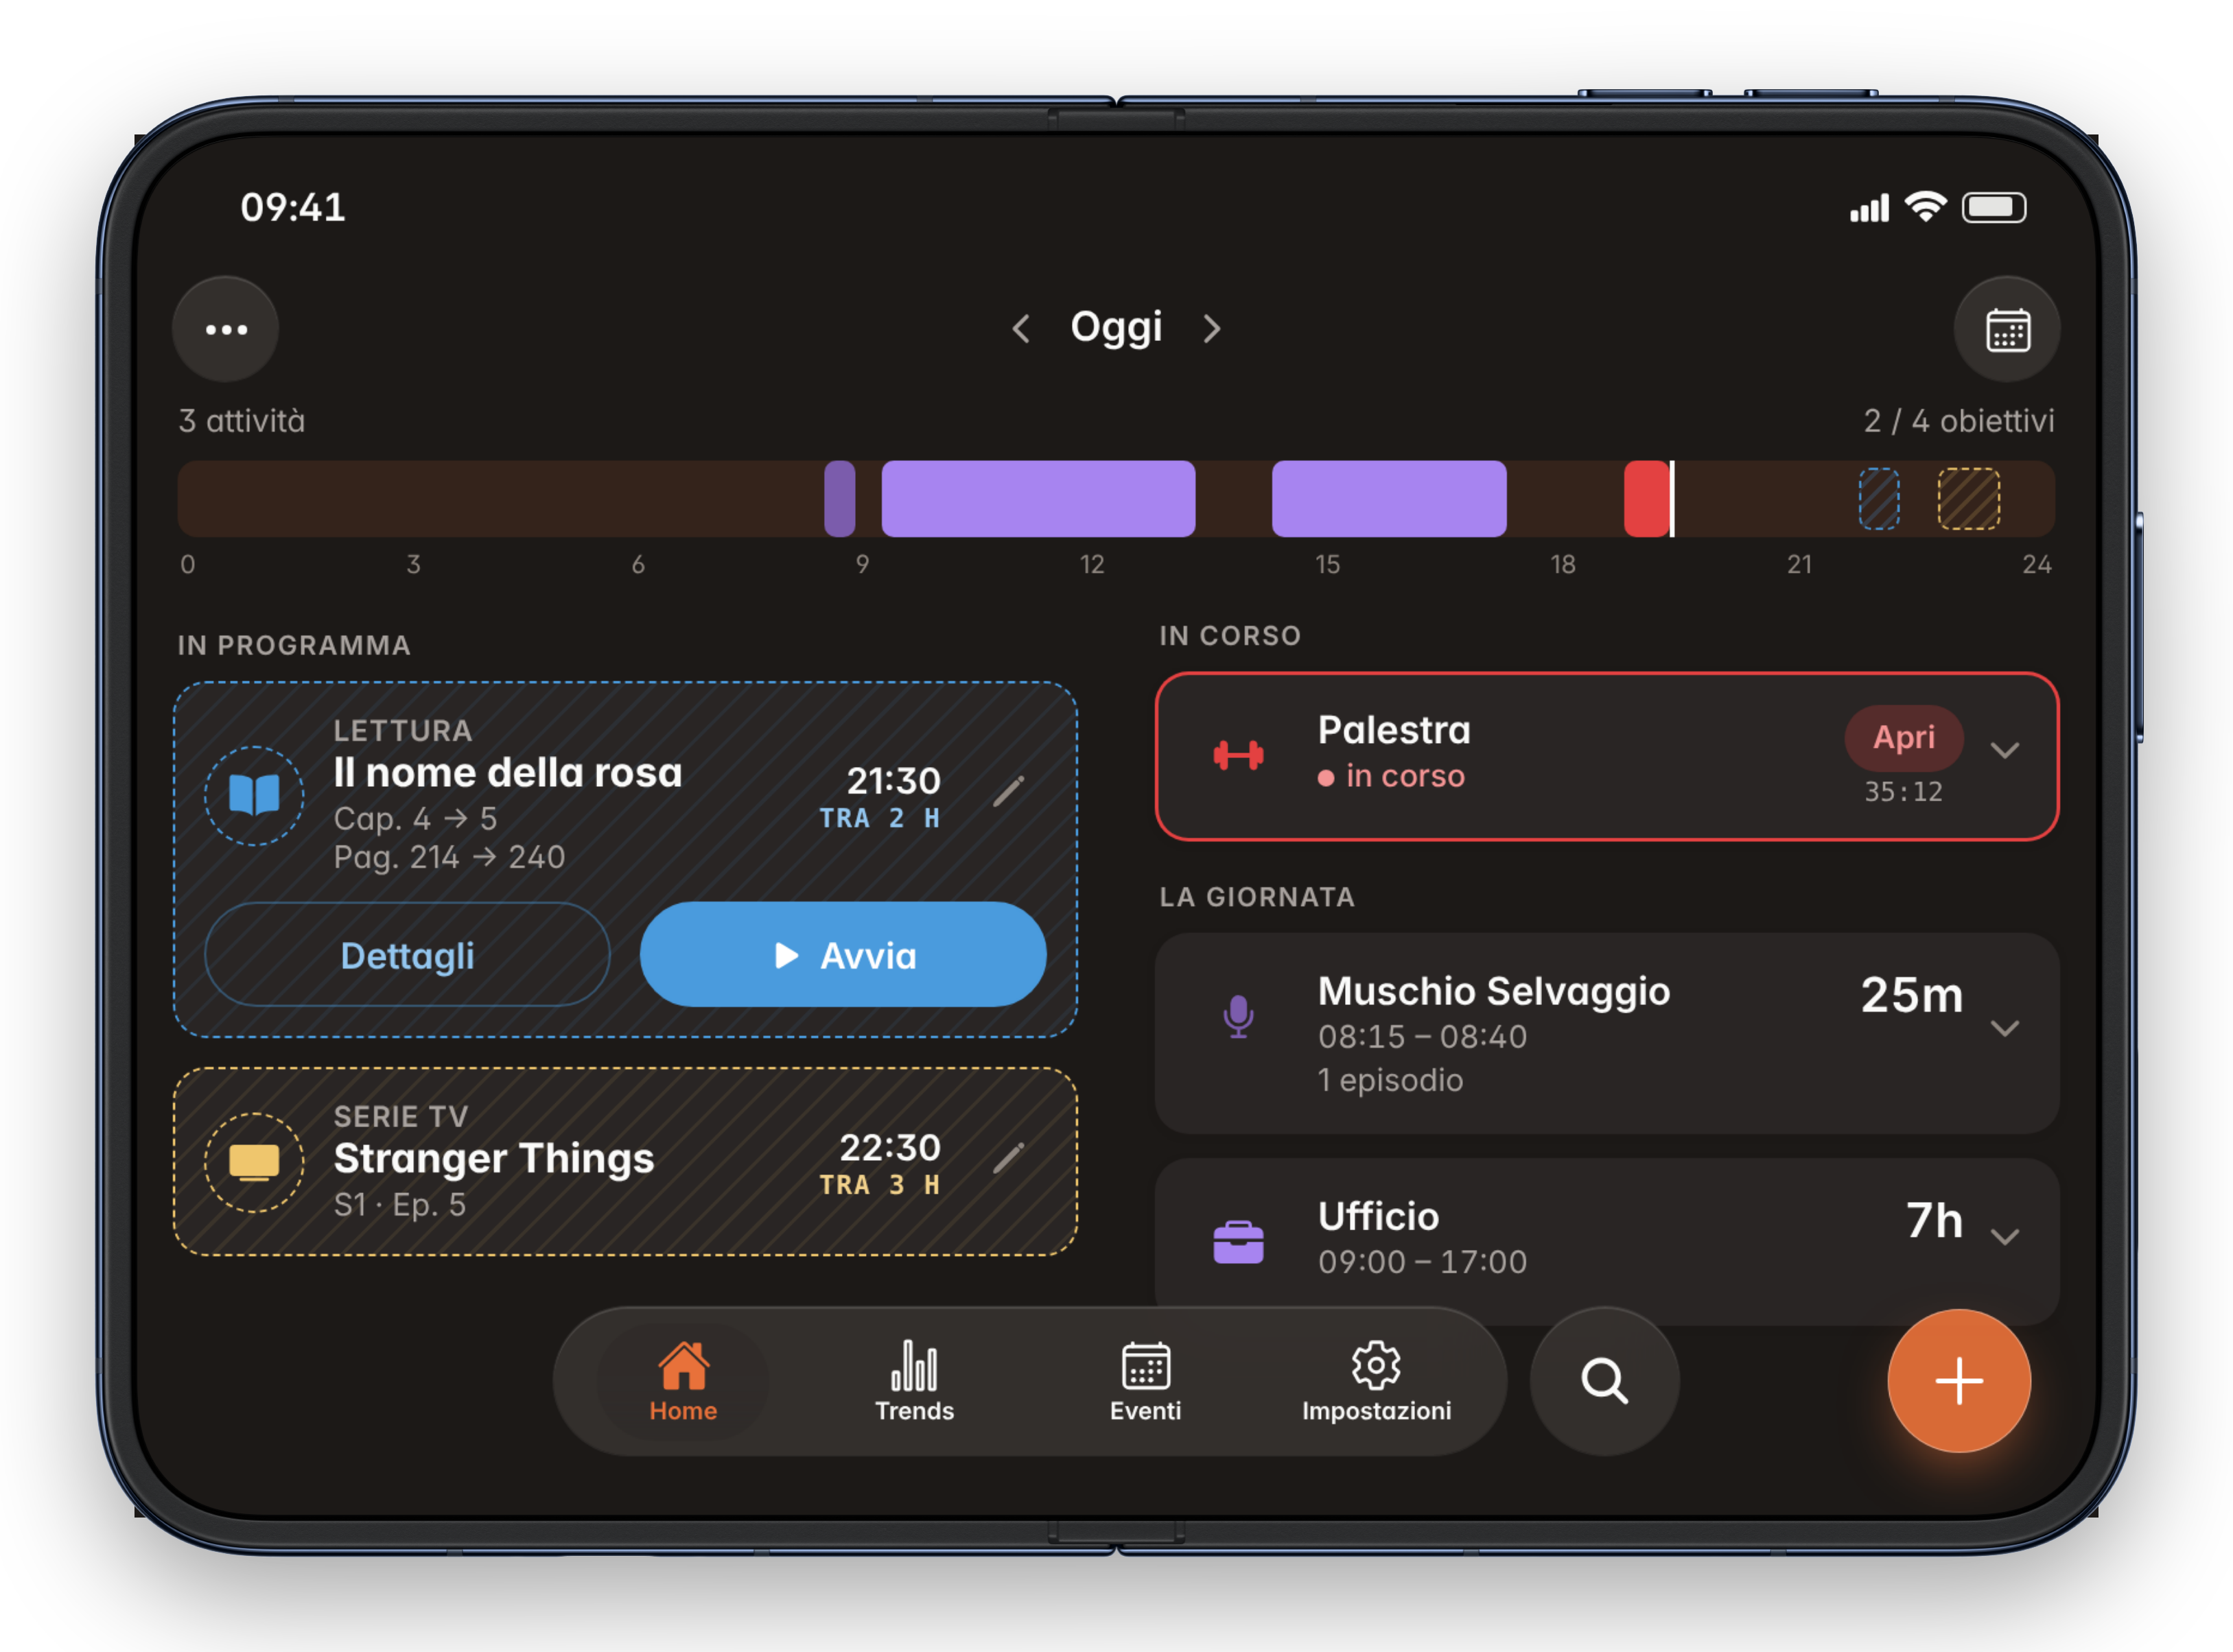 09:41
Oggi
3 attività
2 / 4 obiettivi
0 3 6 9 12 15 18 21 24
IN PROGRAMMA
LETTURA
Il nome della rosa
Cap. 4 → 5
Pag. 214 → 240
21:30
TRA 2 H
Dettagli
Avvia
SERIE TV
Stranger Things
S1 · Ep. 5
22:30
TRA 3 H
IN CORSO
Palestra
in corso
Apri
35:12
LA GIORNATA
Muschio Selvaggio
08:15 – 08:40
1 episodio
25m
Ufficio
09:00 – 17:00
7h
Home
Trends
Eventi
Impostazioni